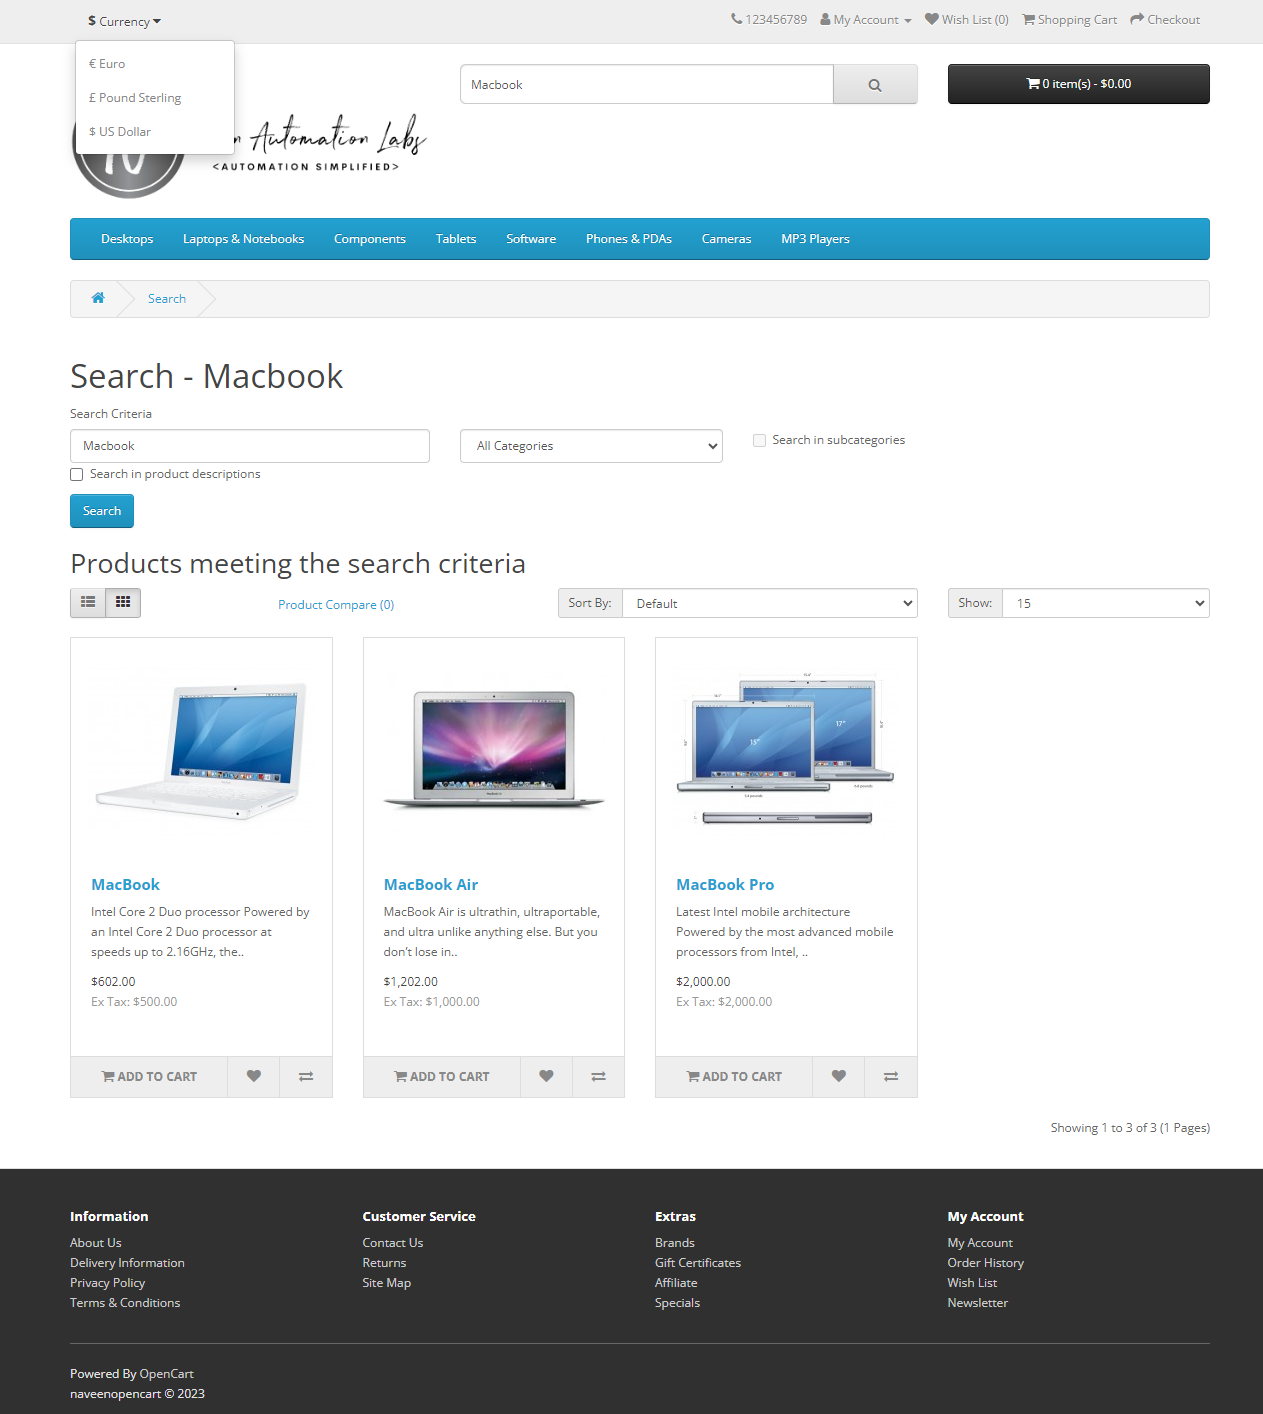 $ Currency
123456789 My Account Wish List (0) Shopping Cart Checkout
€ Euro
£ Pound Sterling
$ US Dollar
Macbook
0 item(s) - $0.00
n Automation Labs
<AUTOMATION SIMPLIFIED>
Desktops Laptops & Notebooks Components Tablets Software Phones & PDAs Cameras MP3 Players
Search
Search - Macbook
Search Criteria
Macbook
All Categories
Search in subcategories
Search in product descriptions
Search
Products meeting the search criteria
Product Compare (0)
Sort By: Default
Show: 15
15"
17"
MacBook
Intel Core 2 Duo processor Powered by
an Intel Core 2 Duo processor at
speeds up to 2.16GHz, the..
$602.00
Ex Tax: $500.00
ADD TO CART
MacBook Air
MacBook Air is ultrathin, ultraportable,
and ultra unlike anything else. But you
don’t lose in..
$1,202.00
Ex Tax: $1,000.00
ADD TO CART
MacBook Pro
Latest Intel mobile architecture
Powered by the most advanced mobile
processors from Intel, ..
$2,000.00
Ex Tax: $2,000.00
ADD TO CART
Showing 1 to 3 of 3 (1 Pages)
Information
About Us
Delivery Information
Privacy Policy
Terms & Conditions
Customer Service
Contact Us
Returns
Site Map
Extras
Brands
Gift Certificates
Affiliate
Specials
My Account
My Account
Order History
Wish List
Newsletter
Powered By OpenCart
naveenopencart © 2023